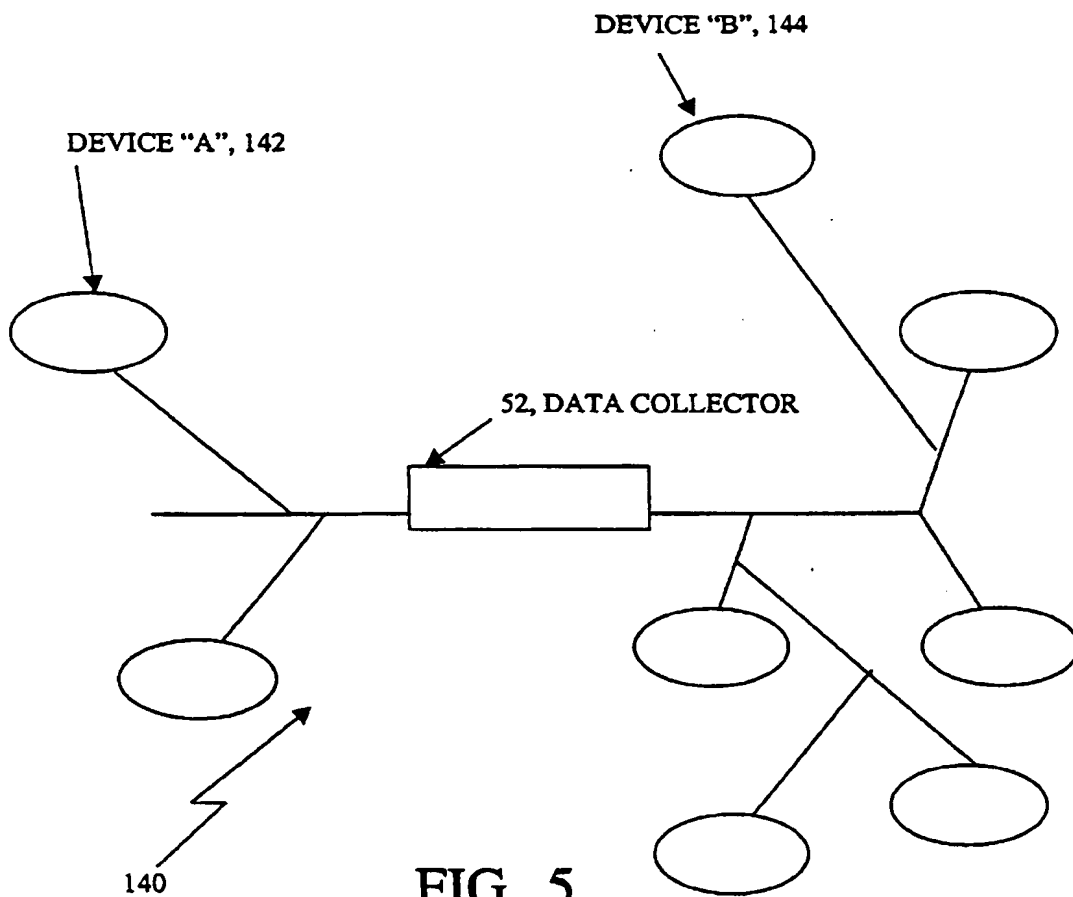 DEVICE "B", 144
DEVICE "A", 142
52, DATA COLLECTOR
140
FIG. 5